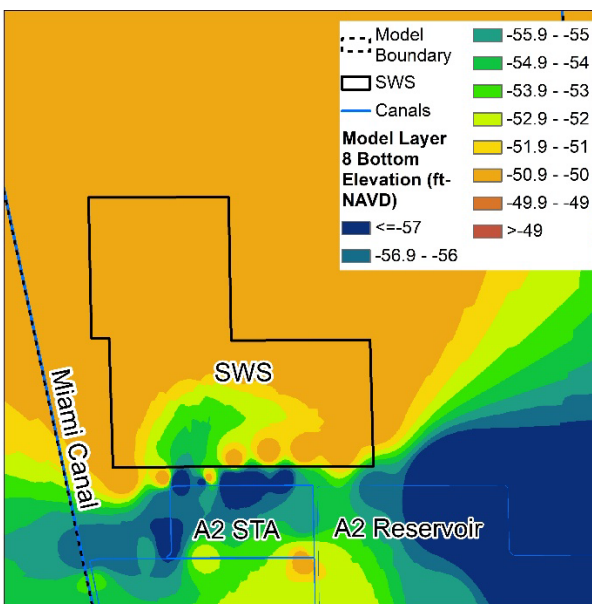 Model
Boundary
SWS
Canals
Model Layer
8 Bottom
Elevation (ft-
NAVD)
<=-57
-56.9 - -56
-55.9 - -55
-54.9 - -54
-53.9 - -53
-52.9 - -52
-51.9 - -51
-50.9 - -50
-49.9 - -49
>-49
SWS
Miami Canal
A2 STA
A2 Reservoir